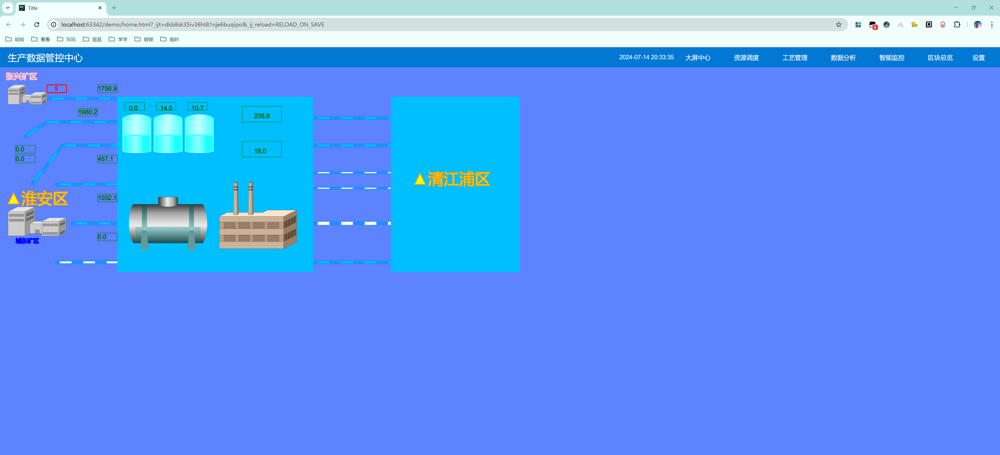 Title
localhost:63342/demo/home.html?_ijt=dkb8sk35iv36ht81nje6buqipo&_ij_reload=RELOAD_ON_SAVE
3
哈哈 看看 玩玩 逛逛 学学 做做 临时
生产数据管控中心 2024-07-14 20:33:35 大屏中心 资源调度 工艺管理 数据分析 智能监控 区块总览 设置
张兴矿区
5 1756.9
0.0 14.0 10.7
1980.2
235.9
0.0
19.0
0.0
457.1
清江浦区
淮安区
1032.1
0.0
城东矿区